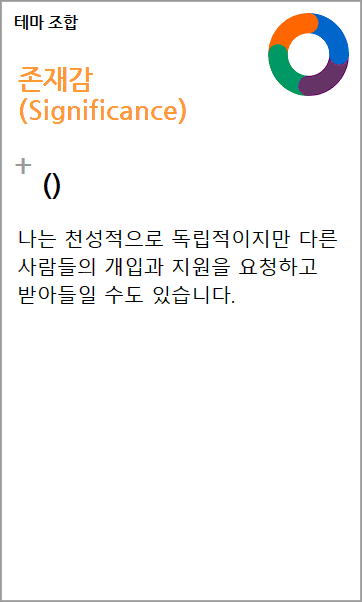 테마 조합
존재감
(Significance)
+
()
나는 천성적으로 독립적이지만 다른
사람들의 개입과 지원을 요청하고
받아들일 수도 있습니다.